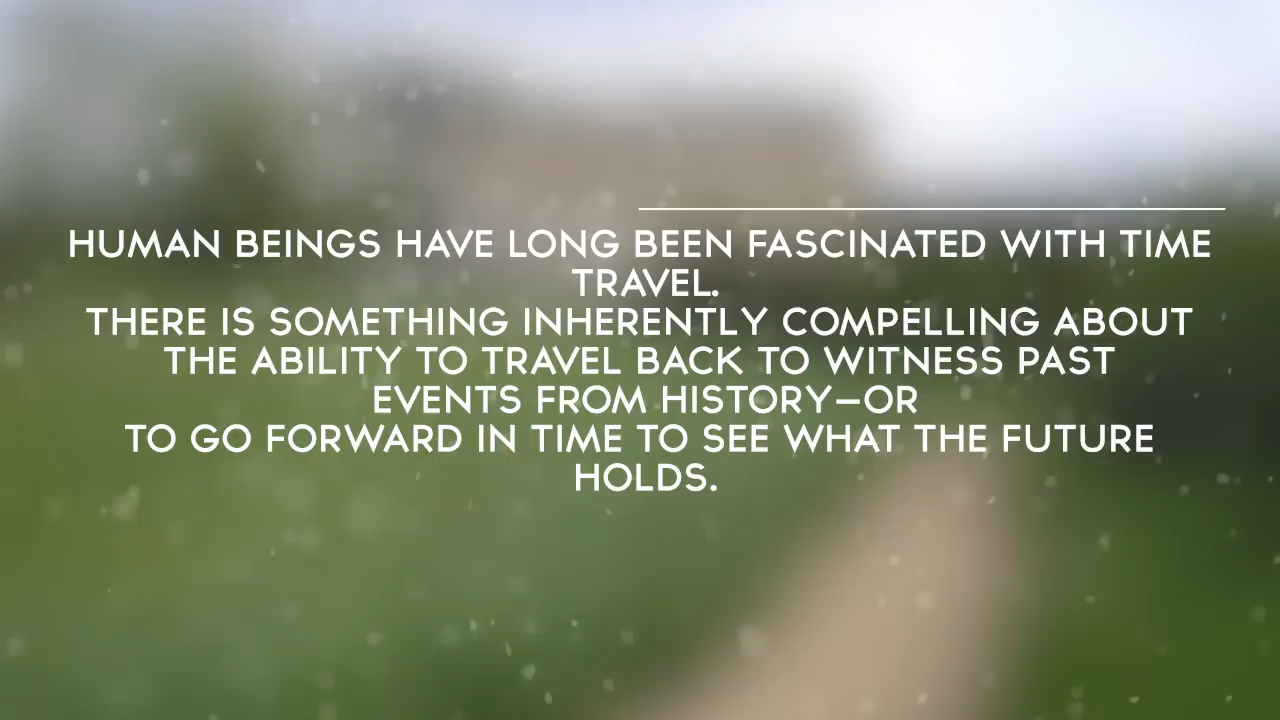 HUMAN BEINGS HAVE LONG BEEN FASCINATED WITH TIME
TRAVEL.
THERE IS SOMETHING INHERENTLY COMPELLING ABOUT
THE ABILITY TO TRAVEL BACK TO WITNESS PAST
EVENTS FROM HISTORY—OR
TO GO FORWARD IN TIME TO SEE WHAT THE FUTURE
HOLDS.